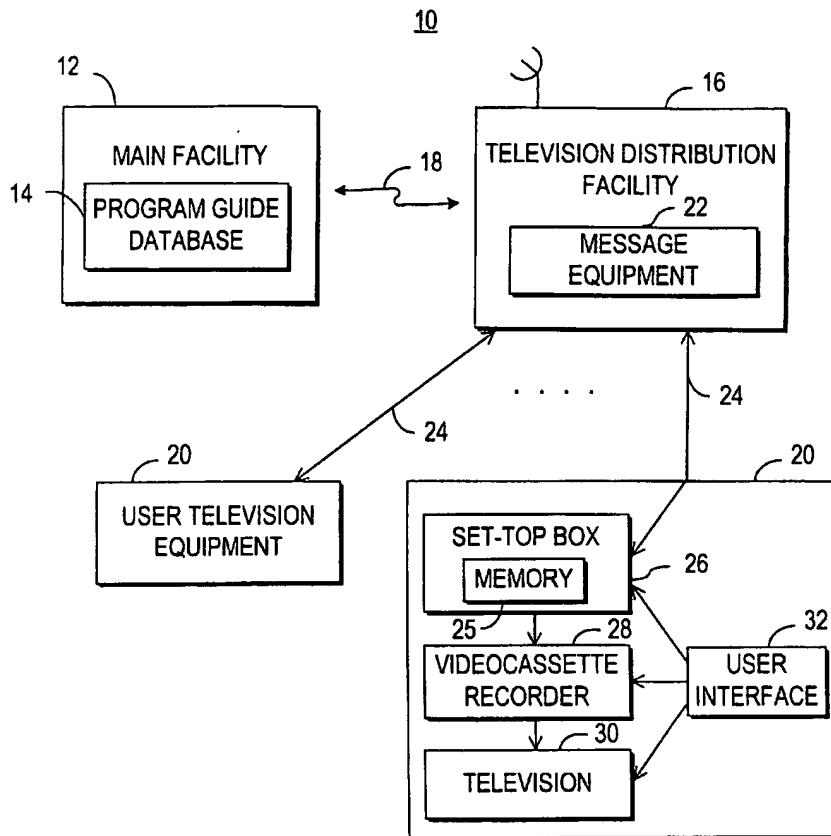 10
12
16
MAIN FACILITY
14
PROGRAM GUIDE
DATABASE
18
TELEVISION DISTRIBUTION
FACILITY
22
MESSAGE
EQUIPMENT
. . . .
24
24
20
USER TELEVISION
EQUIPMENT
20
SET-TOP BOX
MEMORY
25
26
28
VIDEOCASSETTE
RECORDER
32
USER
INTERFACE
30
TELEVISION